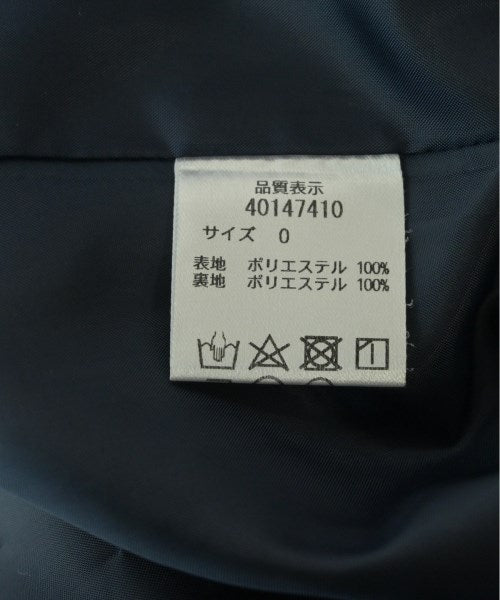 品質表示
40147410
サイズ 0
表地 ポリエステル 100%
裏地 ポリエステル 100%